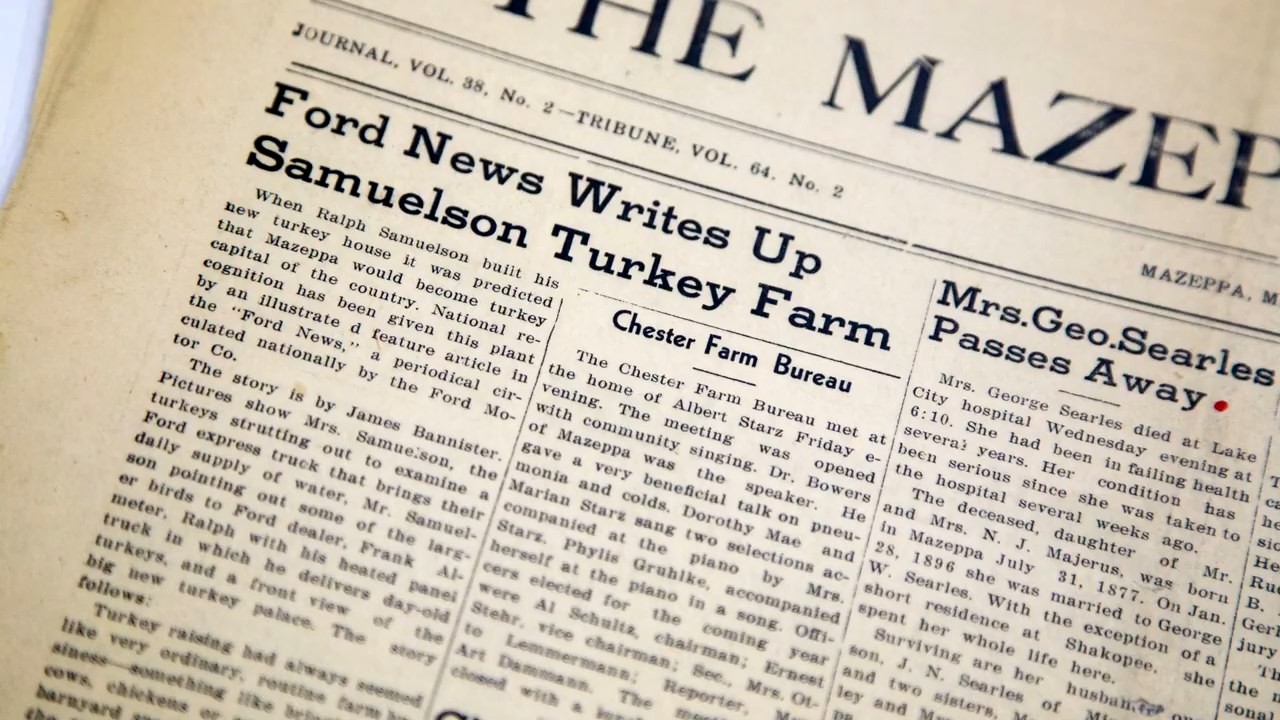 THE MAZEP
JOURNAL, VOL. 38, No. 2—TRIBUNE, VOL. 64. No. 2
MAZEPPA, M
Ford News Writes Up
Samuelson Turkey Farm
When Ralph Samuelson built his
new turkey house it was predicted
that Mazeppa would become turkey
capital of the country. National re-
cognition has been given this plant
by an illustrate d feature article in
the "Ford News," a periodical cir-
culated nationally by the Ford Mo-
tor Co.
The story is by James Bannister.
Pictures show Mrs. Samuelson, the
turkeys strutting out to examine a
Ford express truck that brings their
daily supply of water, Mr. Samuel-
son pointing out some of the larg-
er birds to Ford dealer, Frank Al-
meter, Ralph with his heated panel
truck in which he delivers day-old
turkeys, and a front view of the
big new turkey palace. The story
follows:
Turkey raising had always seemed
like very ordinary, routine farm bu
siness—something like
cows, chickens or
barnyard
Chester Farm Bureau
The Chester Farm Bureau met at
the home of Albert Starz Friday e-
vening. The meeting was opened
with community singing. Dr. Bowers
of Mazeppa was the speaker. He
gave a very beneficial talk on pneu-
monia and colds. Dorothy Mae and
Marian Starz sang two selections ac-
companied at the piano by Mrs.
Starz. Phylis Gruhlke, accompanied
herself at the piano in a song. Offi-
cers elected for the coming year
were Al Schultz, chairman; Ernest
Stehr, vice chairman; Sec., Mrs. Ot-
to Lemmermann; Reporter, Mrs.
Art Dammann. The meeting
closed with a
Mrs.Geo.Searles
Passes Away
Mrs. George Searles died at Lake
City hospital Wednesday evening at
6:10. She had been in failing health
several years. Her condition has
been serious since she was taken to
the hospital several weeks ago.
The deceased, daughter of Mr.
and Mrs. N. J. Majerus, was born
in Mazeppa July 31, 1877. On Jan.
28, 1896 she was married to George
W. Searles. With the exception of a
short residence at Shakopee, she
spent her whole life here.
Surviving are her husband,
son, J. N. Searles of
and two sisters, M
ley and
T
ca
he
sid
He
Ru
B.
Ger
jury
Th
the
sonal